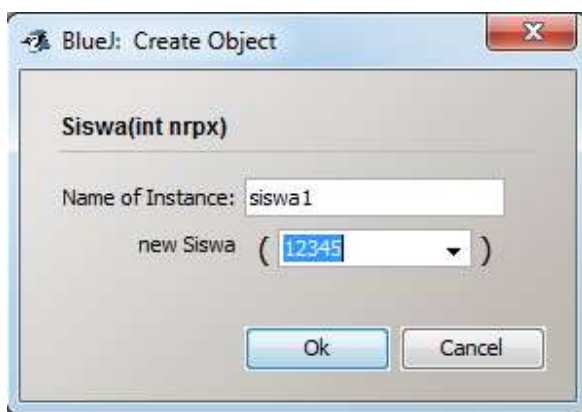 BlueJ: Create Object
Siswa(int nrpx)
Name of Instance: siswa1
new Siswa ( 12345 )
Ok Cancel